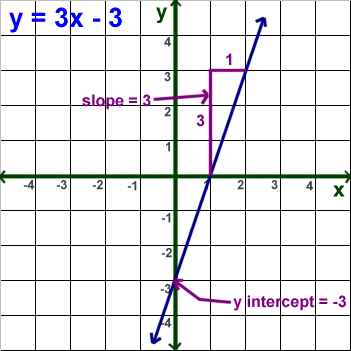 y = 3x - 3
y
4
1
3
slope = 3
2
3
1
-4 -3 -2 -1 0 1 2 3 4
x
-1
-2
-3
y intercept = -3
-4